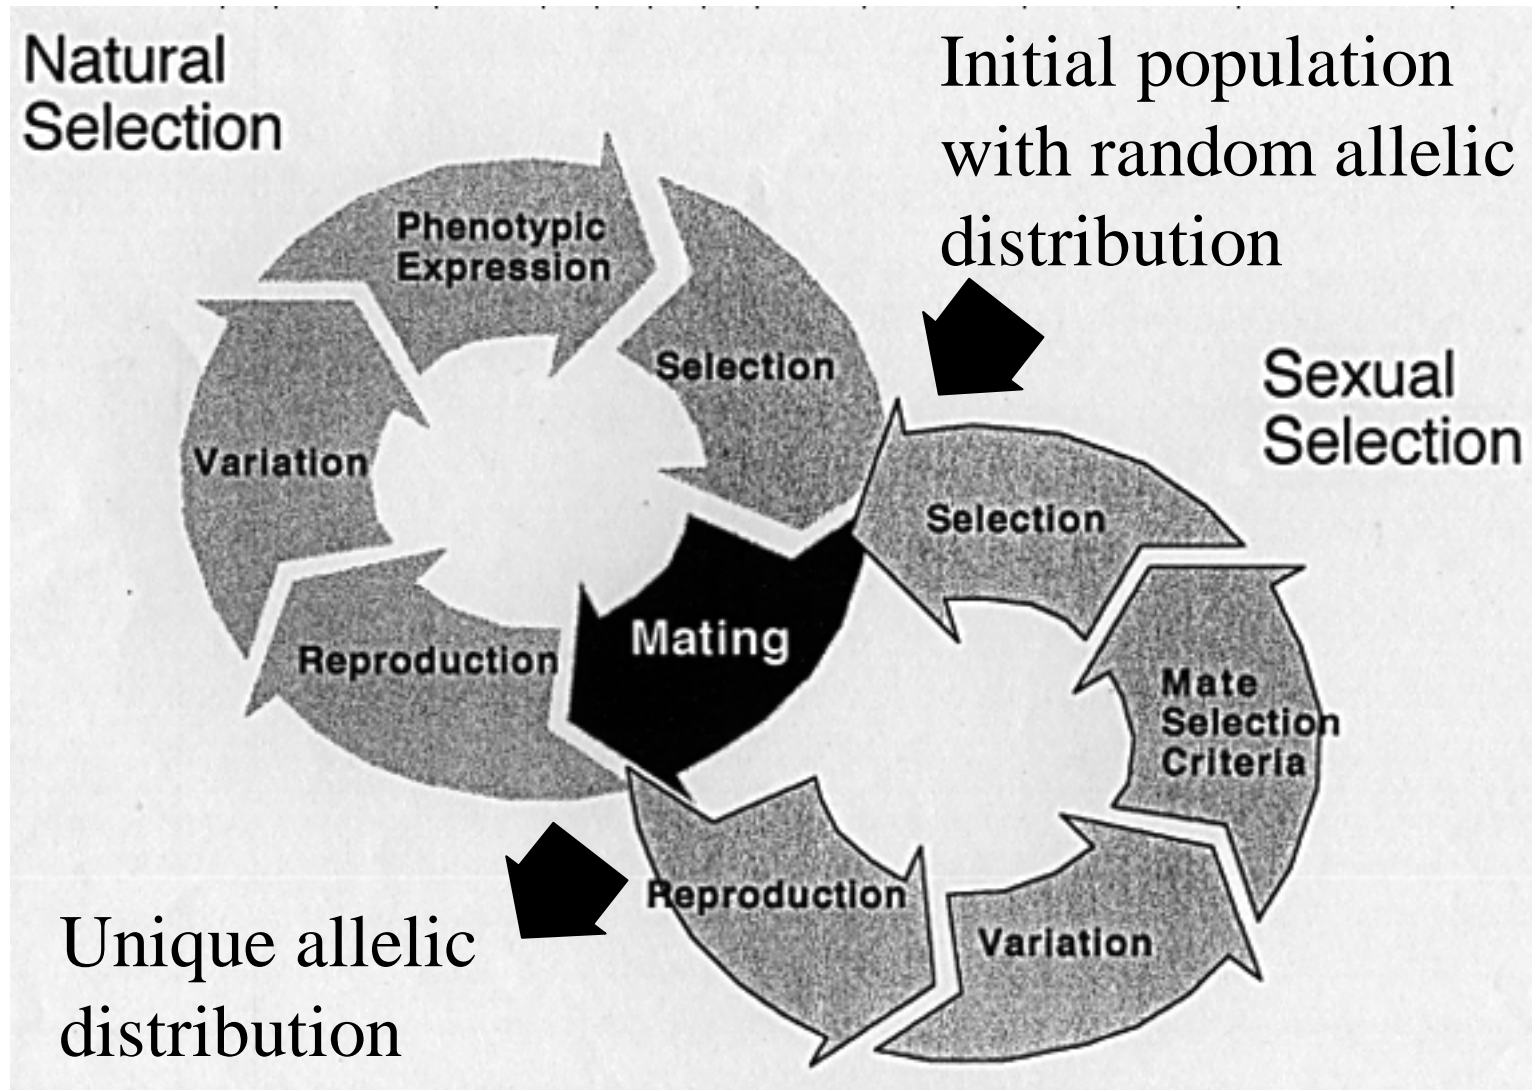 Natural
Selection
Initial population
with random allelic
distribution
Phenotypic
Expression
Selection
Sexual
Selection
Variation
Selection
Reproduction
Mating
Mate
Selection
Criteria
Reproduction
Variation
Unique allelic
distribution